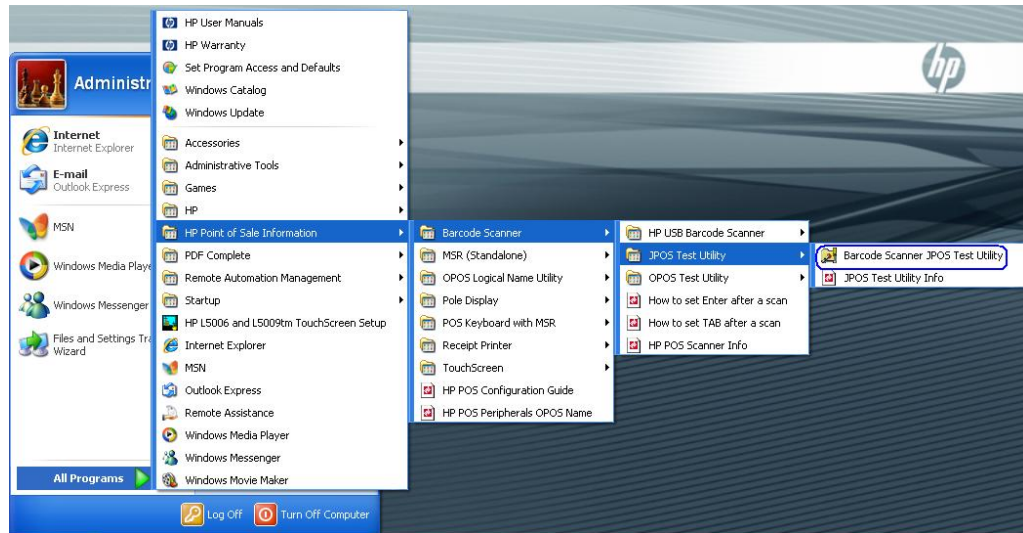 HP User Manuals
HP Warranty
Set Program Access and Defaults
Windows Catalog
Windows Update
Accessories
Administrative Tools
Games
HP
HP Point of Sale Information
PDF Complete
Remote Automation Management
Startup
HP L5006 and L5009tm TouchScreen Setup
Internet Explorer
MSN
Outlook Express
Remote Assistance
Windows Media Player
Windows Messenger
Windows Movie Maker
Administr
Internet
Internet Explorer
E-mail
Outlook Express
MSN
Windows Media Playe
Windows Messenger
Files and Settings Tra
Wizard
All Programs
Log Off
Turn Off Computer
Barcode Scanner
MSR (Standalone)
OPOS Logical Name Utility
Pole Display
POS Keyboard with MSR
Receipt Printer
TouchScreen
HP POS Configuration Guide
HP POS Peripherals OPOS Name
HP USB Barcode Scanner
JPOS Test Utility
OPOS Test Utility
How to set Enter after a scan
How to set TAB after a scan
HP POS Scanner Info
Barcode Scanner JPOS Test Utility
JPOS Test Utility Info
hp